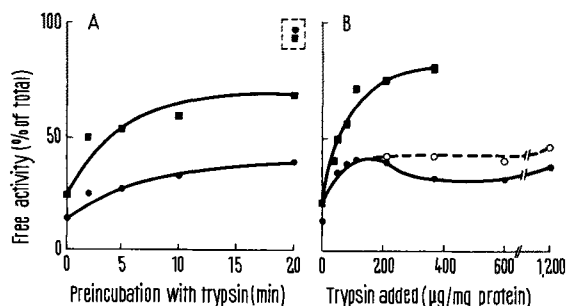 100
A
B
50
0
Free activity (% of total)
0 5 10 15 20
0 200 400 600 1,200
Preincubation with trypsin (min)
Trypsin added (µg/mg protein)